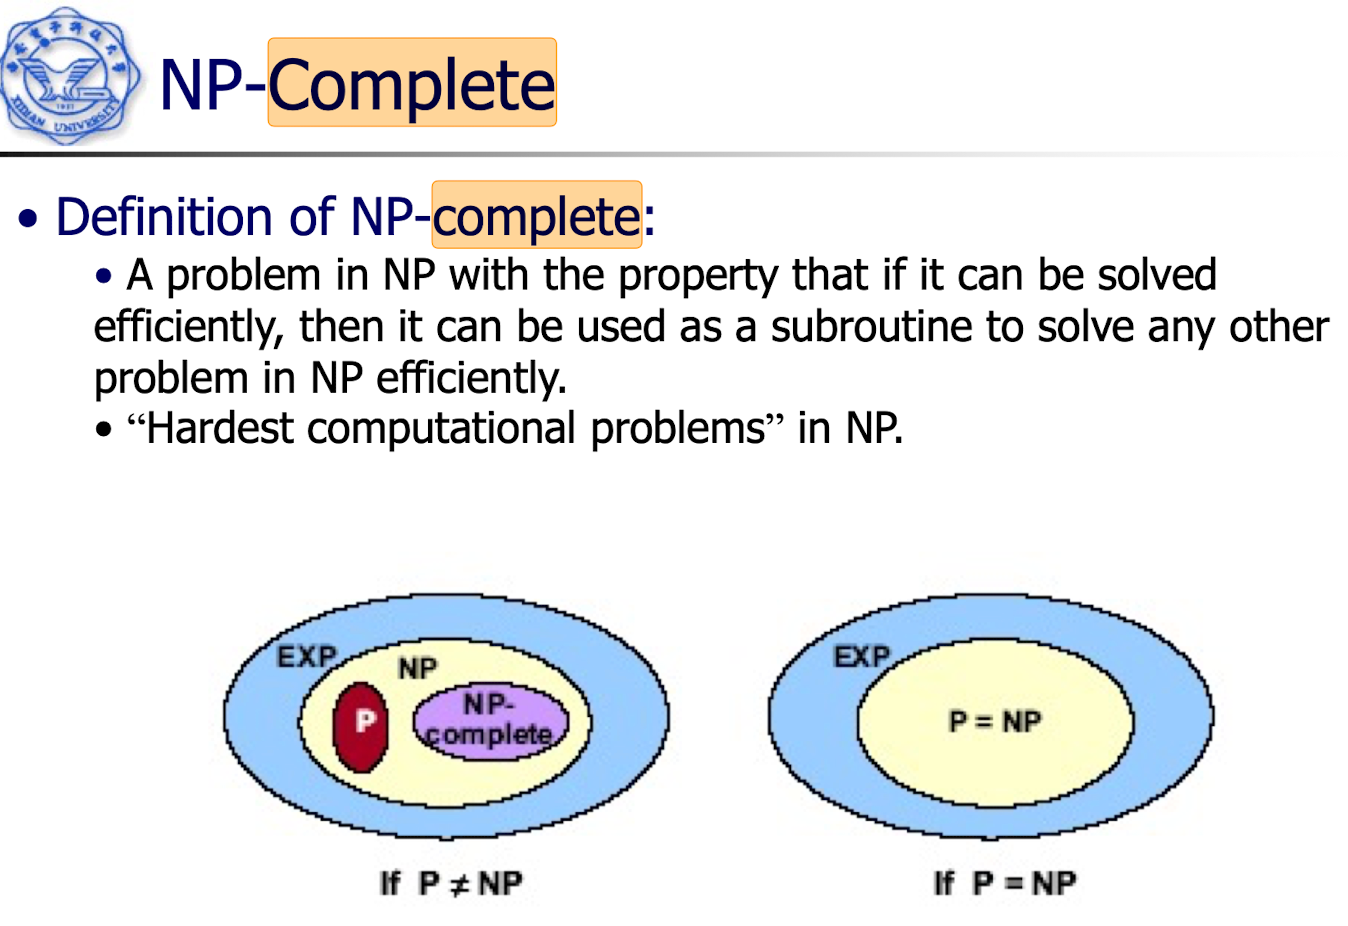 XIDIAN UNIVERSITY
NP-Complete
• Definition of NP-complete:
• A problem in NP with the property that if it can be solved
efficiently, then it can be used as a subroutine to solve any other
problem in NP efficiently.
• “Hardest computational problems” in NP.
EXP
NP
P
NP-
complete
If P ≠ NP
EXP
P = NP
If P = NP